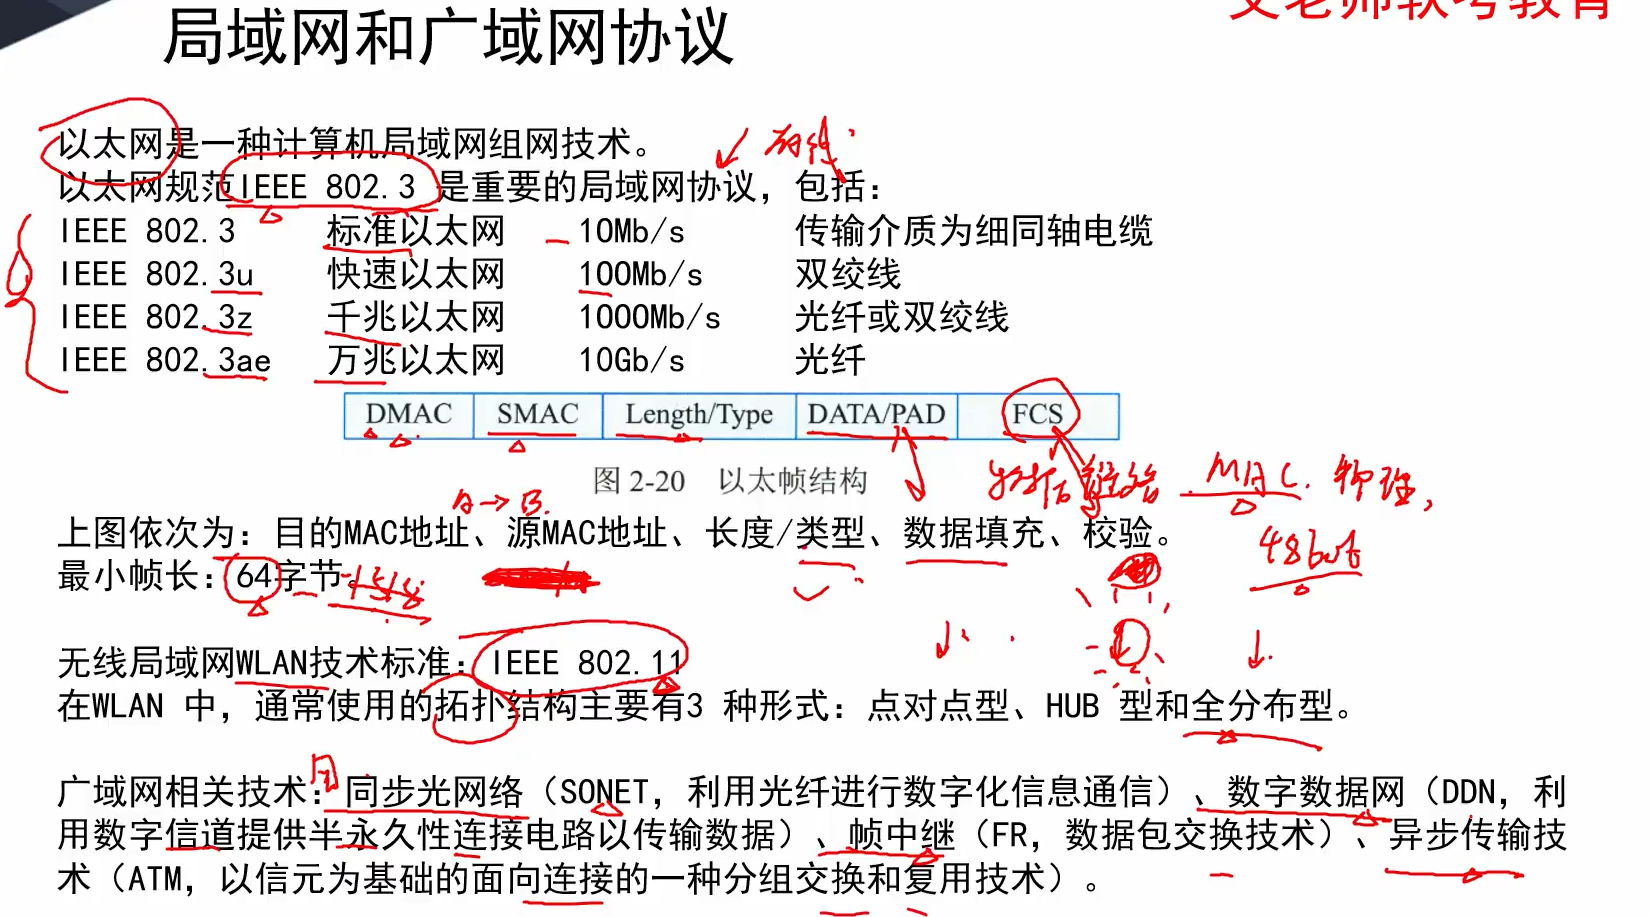 文老师软考教育
局域网和广域网协议
以太网是一种计算机局域网组网技术。
有线
以太网规范IEEE 802.3 是重要的局域网协议，包括：
IEEE 802.3 标准以太网 10Mb/s 传输介质为细同轴电缆
IEEE 802.3u 快速以太网 100Mb/s 双绞线
IEEE 802.3z 千兆以太网 1000Mb/s 光纤或双绞线
IEEE 802.3ae 万兆以太网 10Gb/s 光纤
DMAC SMAC Length/Type DATA/PAD FCS
图 2-20 以太帧结构
MAC. 物理，
A→B.
上图依次为：目的MAC地址、源MAC地址、长度/类型、数据填充、校验。
48bit
最小帧长：64字节。-1518
无线局域网WLAN技术标准：IEEE 802.11
在WLAN 中，通常使用的拓扑结构主要有3 种形式：点对点型、HUB 型和全分布型。
广域网相关技术：同步光网络（SONET，利用光纤进行数字化信息通信）、数字数据网（DDN，利
用数字信道提供半永久性连接电路以传输数据）、帧中继（FR，数据包交换技术）、异步传输技
术（ATM，以信元为基础的面向连接的一种分组交换和复用技术）。